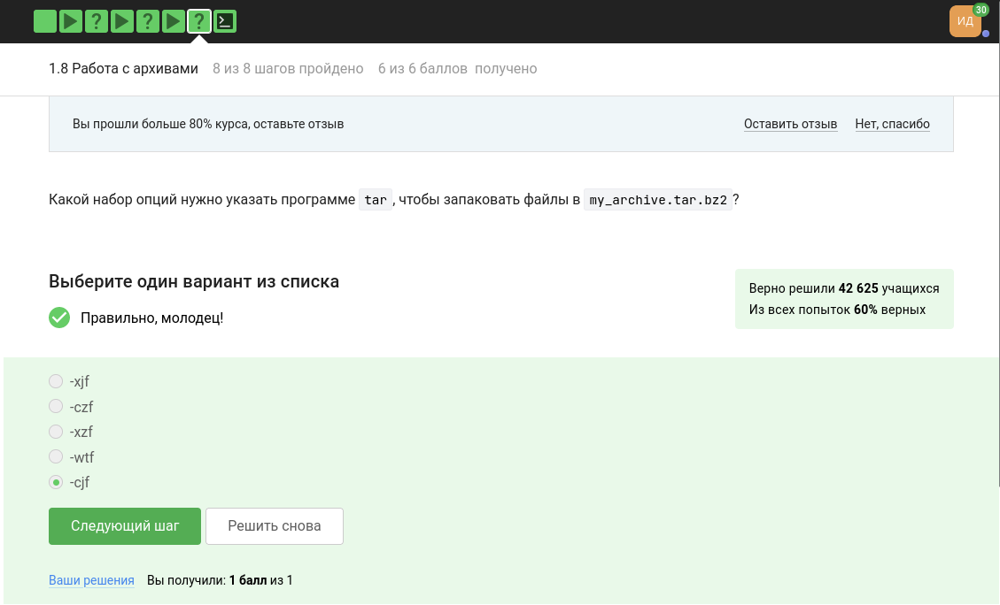 ? ? ?
ИД
30
1.8 Работа с архивами 8 из 8 шагов пройдено 6 из 6 баллов получено
Вы прошли больше 80% курса, оставьте отзыв Оставить отзыв Нет, спасибо
Какой набор опций нужно указать программе tar, чтобы запаковать файлы в my_archive.tar.bz2?
Выберите один вариант из списка
Верно решили 42 625 учащихся
Из всех попыток 60% верных
Правильно, молодец!
-xjf
-czf
-xzf
-wtf
-cjf
Следующий шаг Решить снова
Ваши решения Вы получили: 1 балл из 1